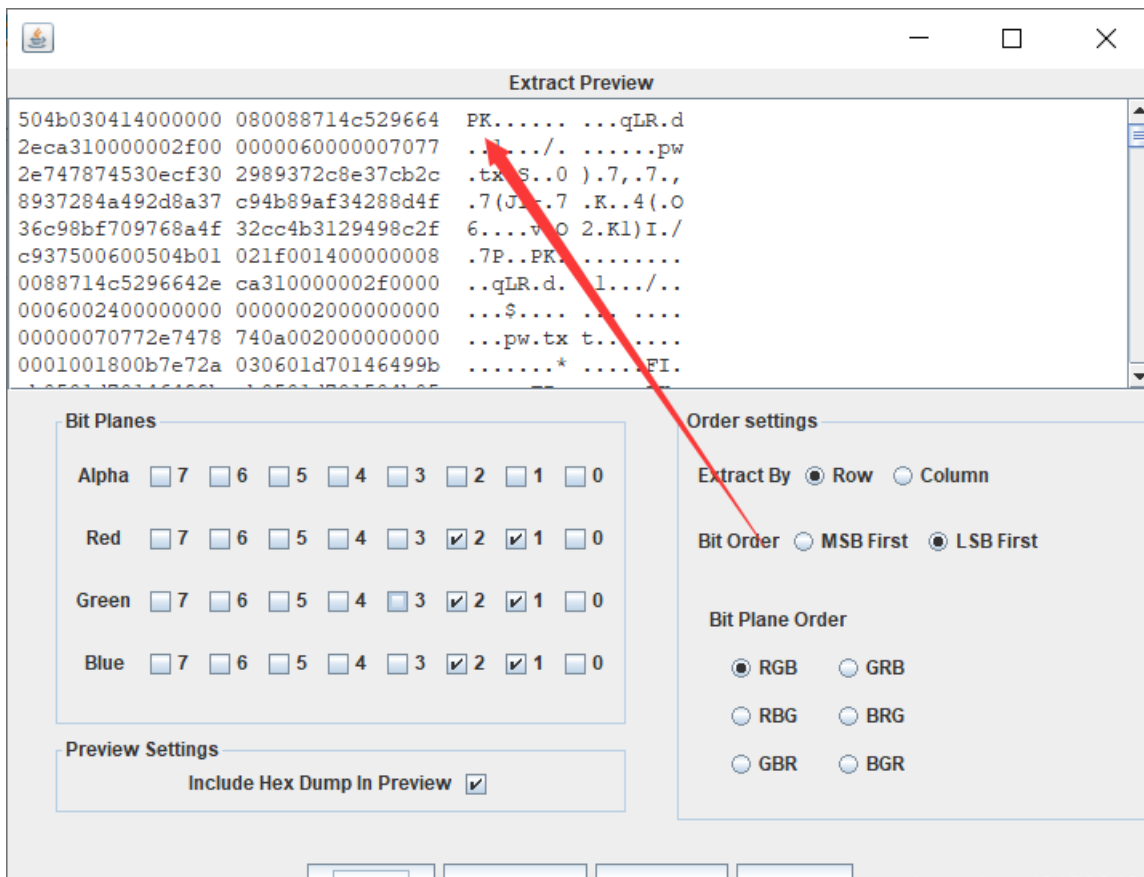 Extract Preview
504b030414000000 080088714c529664 PK...... ...qLR.d
2eca310000002f00 0000060000007077
2e747874530ecf30 2989372c8e37cb2c
8937284a492d8a37 c94b89af34288d4f
36c98bf709768a4f 32cc4b3129498c2f
c937500600504b01 021f001400000008
0088714c5296642e ca310000002f0000
0006002400000000 0000002000000000
00000070772e7478 740a002000000000 ...pw.tx t.......
0001001800b7e72a 030601d70146499b .......* .....FI.
Bit Planes
Order settings
Alpha 7 6 5 4 3 2 1 0
Extract By Row Column
Red 7 6 5 4 3 2 1 0
Bit Order MSB First LSB First
Green 7 6 5 4 3 2 1 0
Bit Plane Order
Blue 7 6 5 4 3 2 1 0
RGB GRB
RBG BRG
Preview Settings
GBR BGR
Include Hex Dump In Preview